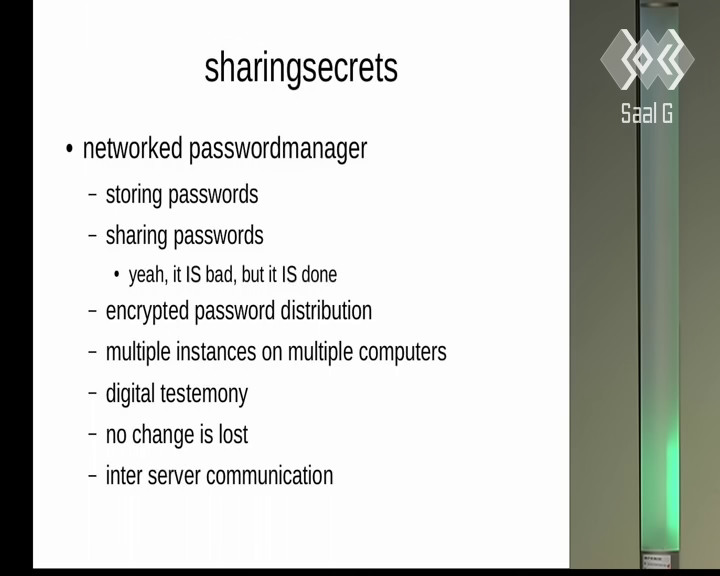 sharingsecrets
• networked passwordmanager
– storing passwords
– sharing passwords
• yeah, it IS bad, but it IS done
– encrypted password distribution
– multiple instances on multiple computers
– digital testemony
– no change is lost
– inter server communication
Saal G